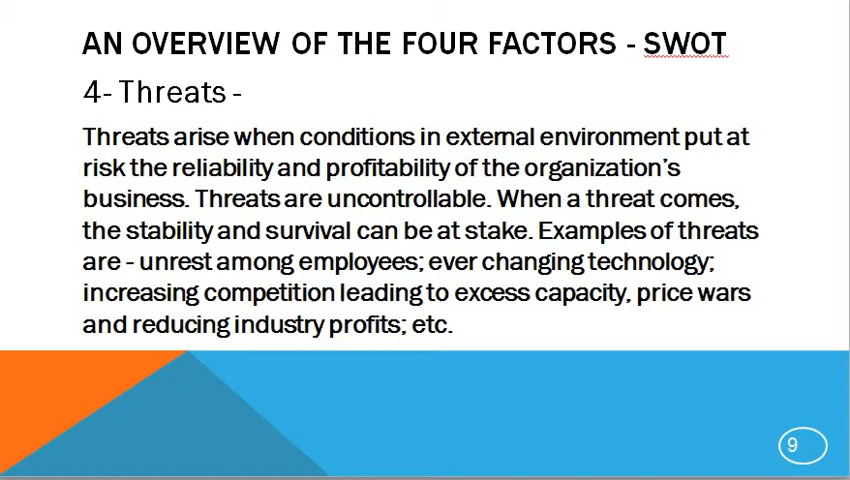 AN OVERVIEW OF THE FOUR FACTORS - SWOT
4- Threats -
Threats arise when conditions in external environment put at
risk the reliability and profitability of the organization's
business. Threats are uncontrollable. When a threat comes,
the stability and survival can be at stake. Examples of threats
are - unrest among employees; ever changing technology;
increasing competition leading to excess capacity, price wars
and reducing industry profits; etc.
9